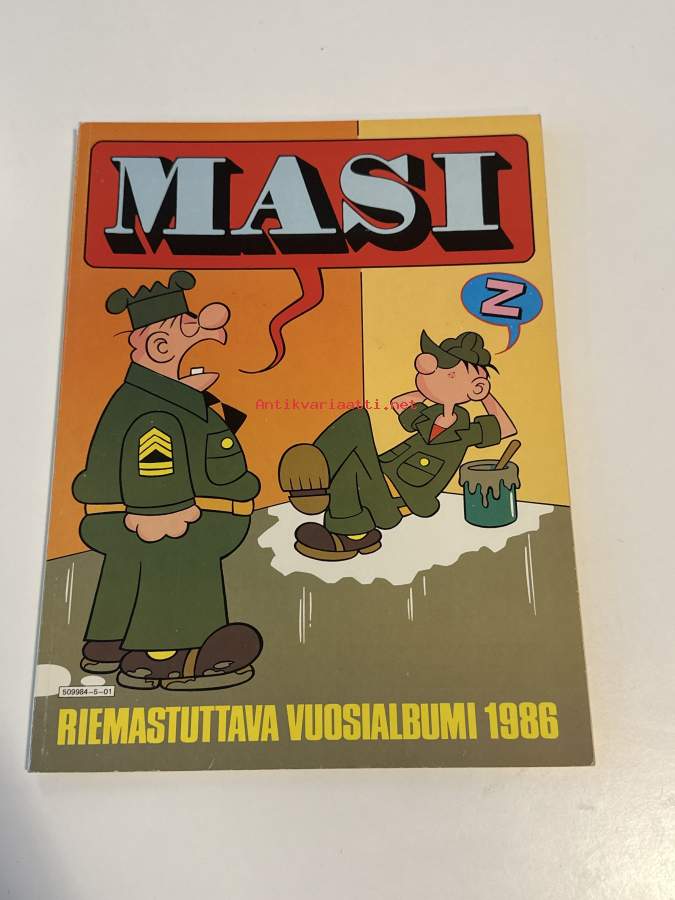 MASI
Z
Antikvariaatti.net
509984-5-01
RIEMASTUTTAVA VUOSIALBUMI 1986